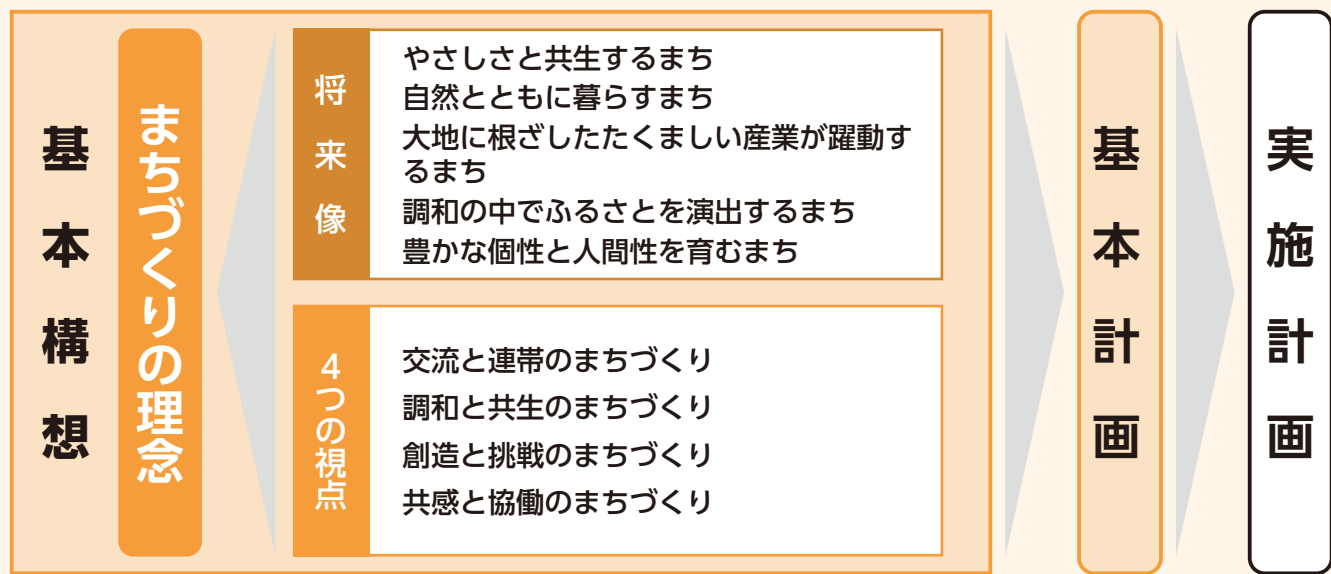 基本構想
まちづくりの理念
将来像
やさしさと共生するまち
自然とともに暮らすまち
大地に根ざしたたくましい産業が躍動す
るまち
調和の中でふるさとを演出するまち
豊かな個性と人間性を育むまち
4つの視点
交流と連帯のまちづくり
調和と共生のまちづくり
創造と挑戦のまちづくり
共感と協働のまちづくり
基本計画
実施計画